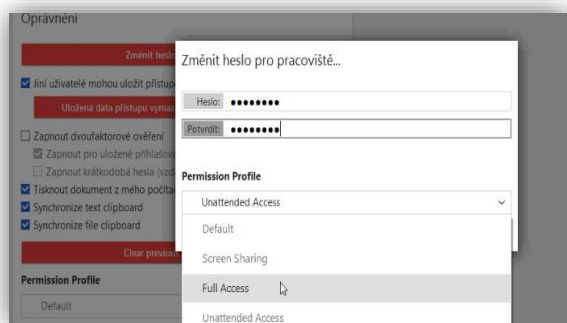 Oprávnění
Změnit heslo
Jiní uživatelé mohou uložit přístup
Uložená data přístupu vymaz
Zapnout dvoufaktorové ověření
Zapnout pro uložené přihlašov
Zapnout krátkodobá hesla (vzd
Tisknout dokument z mého počíta
Synchronize text clipboard
Synchronize file clipboard
Clear previous
Permission Profile
Default
Změnit heslo pro pracoviště...
Heslo: ●●●●●●●●
Potvrdit: ●●●●●●●●
Permission Profile
Unattended Access
Default
Screen Sharing
Full Access
Unattended Access